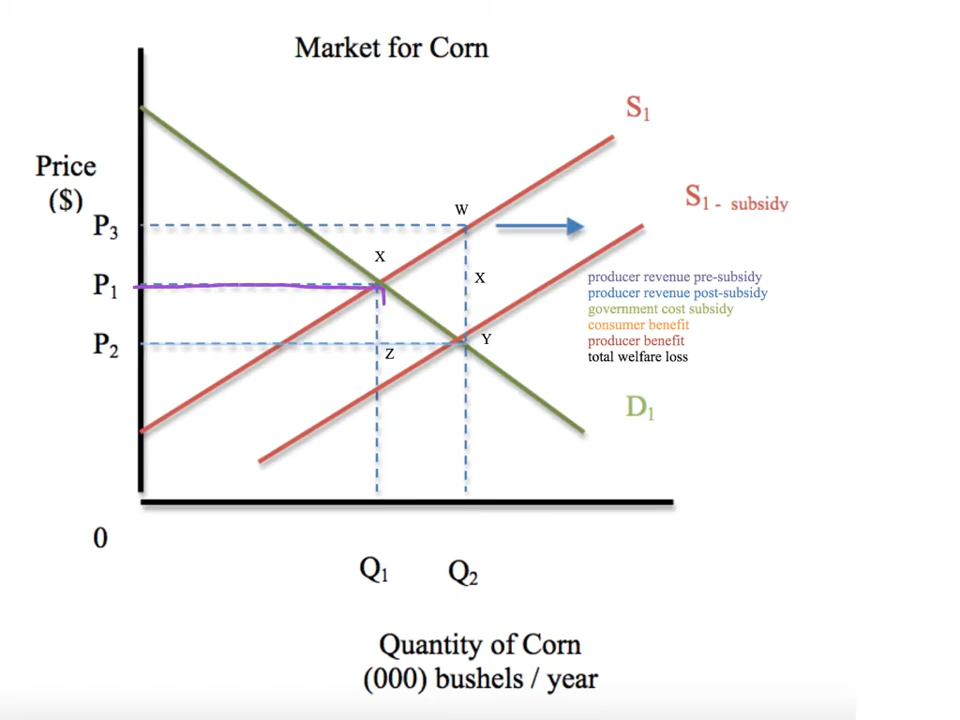 Market for Corn
S1
Price
($)
S1 - subsidy
P3
W
X
P1
X
producer revenue pre-subsidy
producer revenue post-subsidy
government cost subsidy
consumer benefit
producer benefit
total welfare loss
P2
Z
Y
D1
0
Q1
Q2
Quantity of Corn
(000) bushels / year